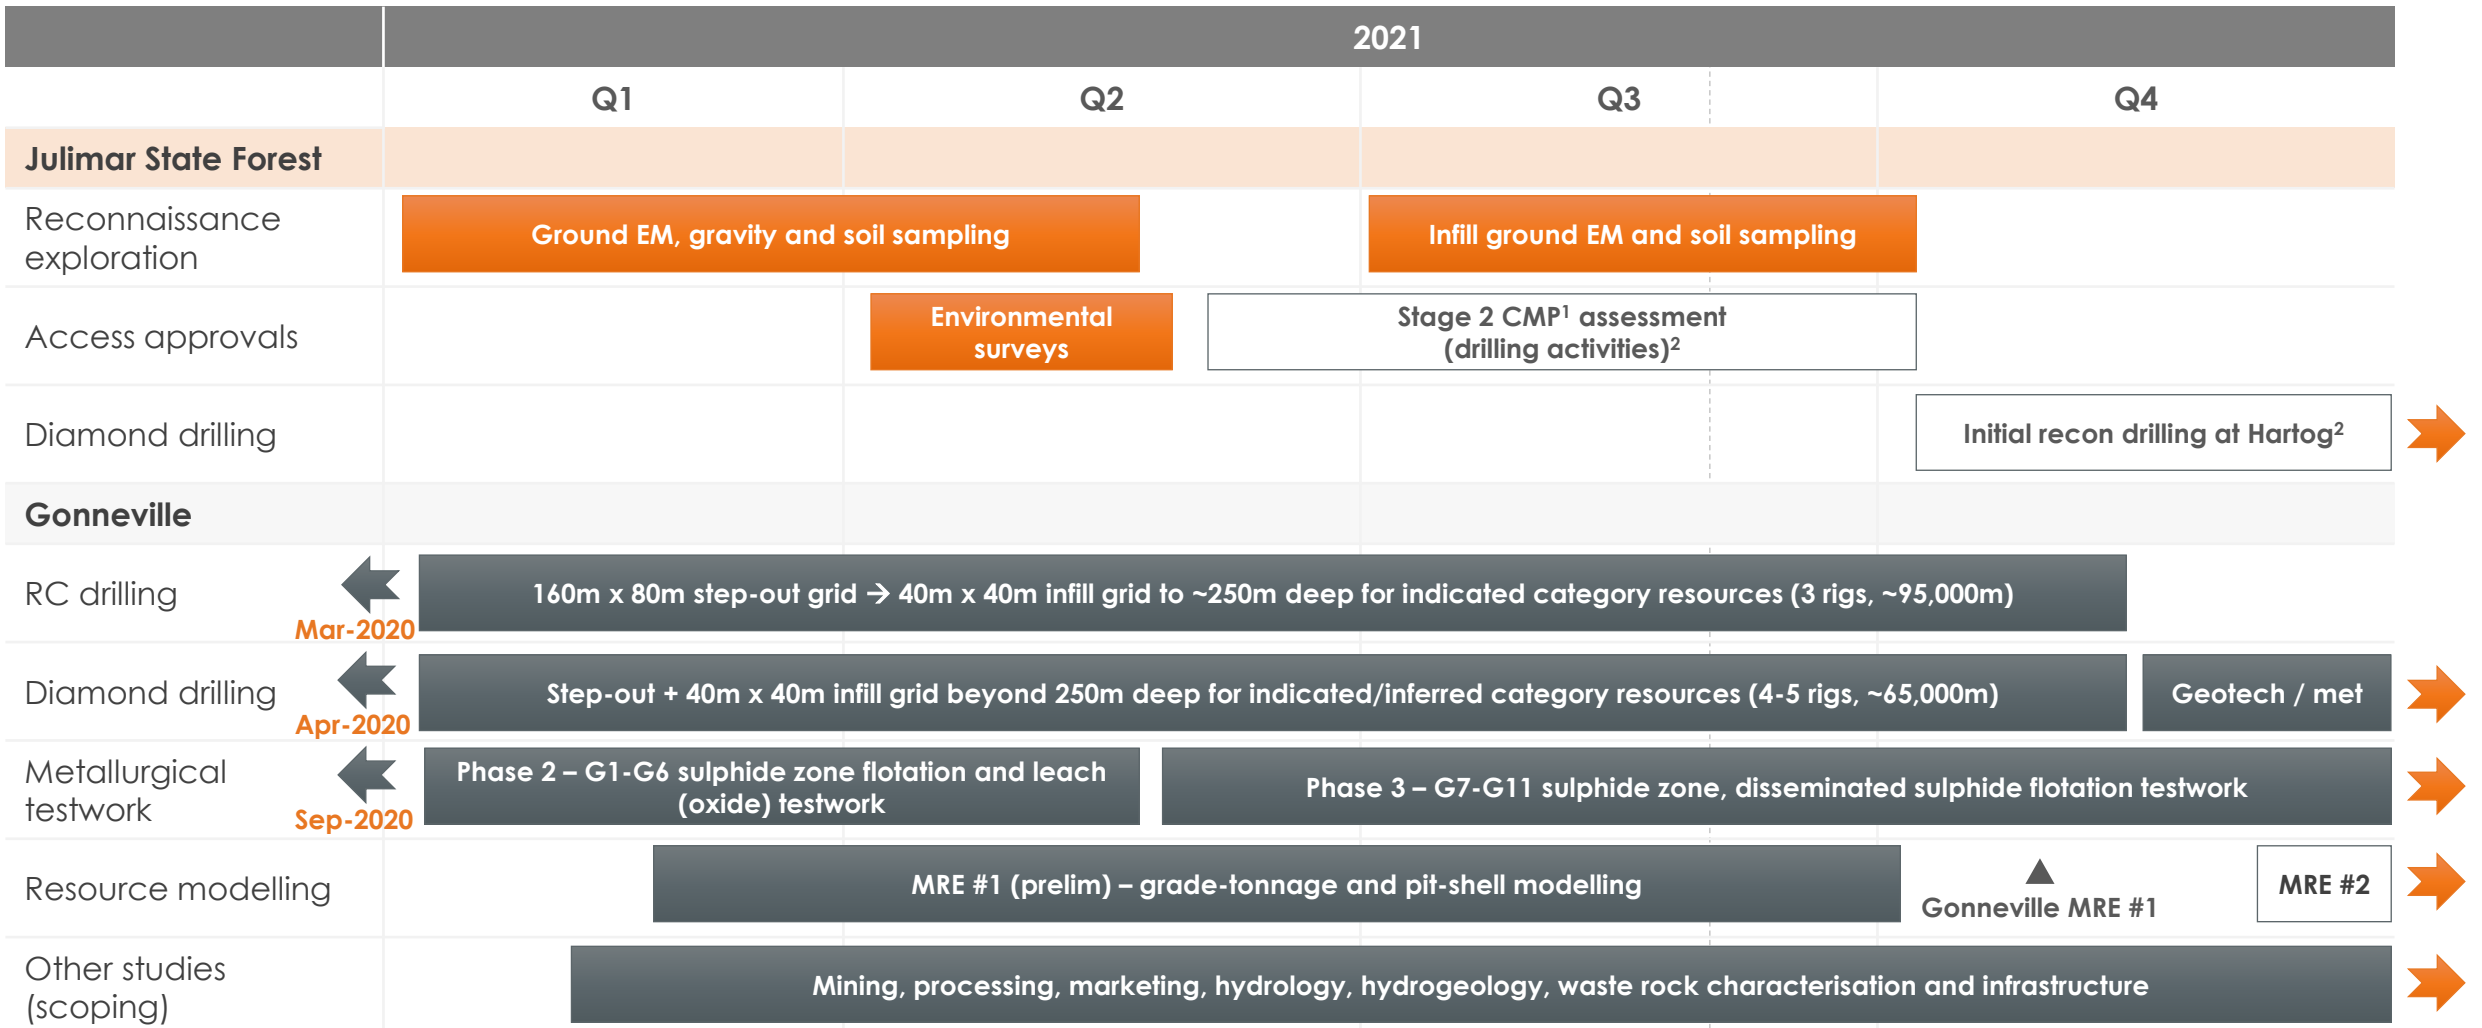 2021
Q1 Q2 Q3 Q4
Julimar State Forest
Reconnaissance
exploration
Ground EM, gravity and soil sampling
Infill ground EM and soil sampling
Access approvals
Environmental
surveys
Stage 2 CMP¹ assessment
(drilling activities)²
Diamond drilling
Initial recon drilling at Hartog²
Gonneville
RC drilling
Mar-2020
160m x 80m step-out grid → 40m x 40m infill grid to ~250m deep for indicated category resources (3 rigs, ~95,000m)
Diamond drilling
Apr-2020
Step-out + 40m x 40m infill grid beyond 250m deep for indicated/inferred category resources (4-5 rigs, ~65,000m)
Geotech / met
Metallurgical
testwork
Sep-2020
Phase 2 – G1-G6 sulphide zone flotation and leach
(oxide) testwork
Phase 3 – G7-G11 sulphide zone, disseminated sulphide flotation testwork
Resource modelling
MRE #1 (prelim) – grade-tonnage and pit-shell modelling
Gonneville MRE #1
MRE #2
Other studies
(scoping)
Mining, processing, marketing, hydrology, hydrogeology, waste rock characterisation and infrastructure